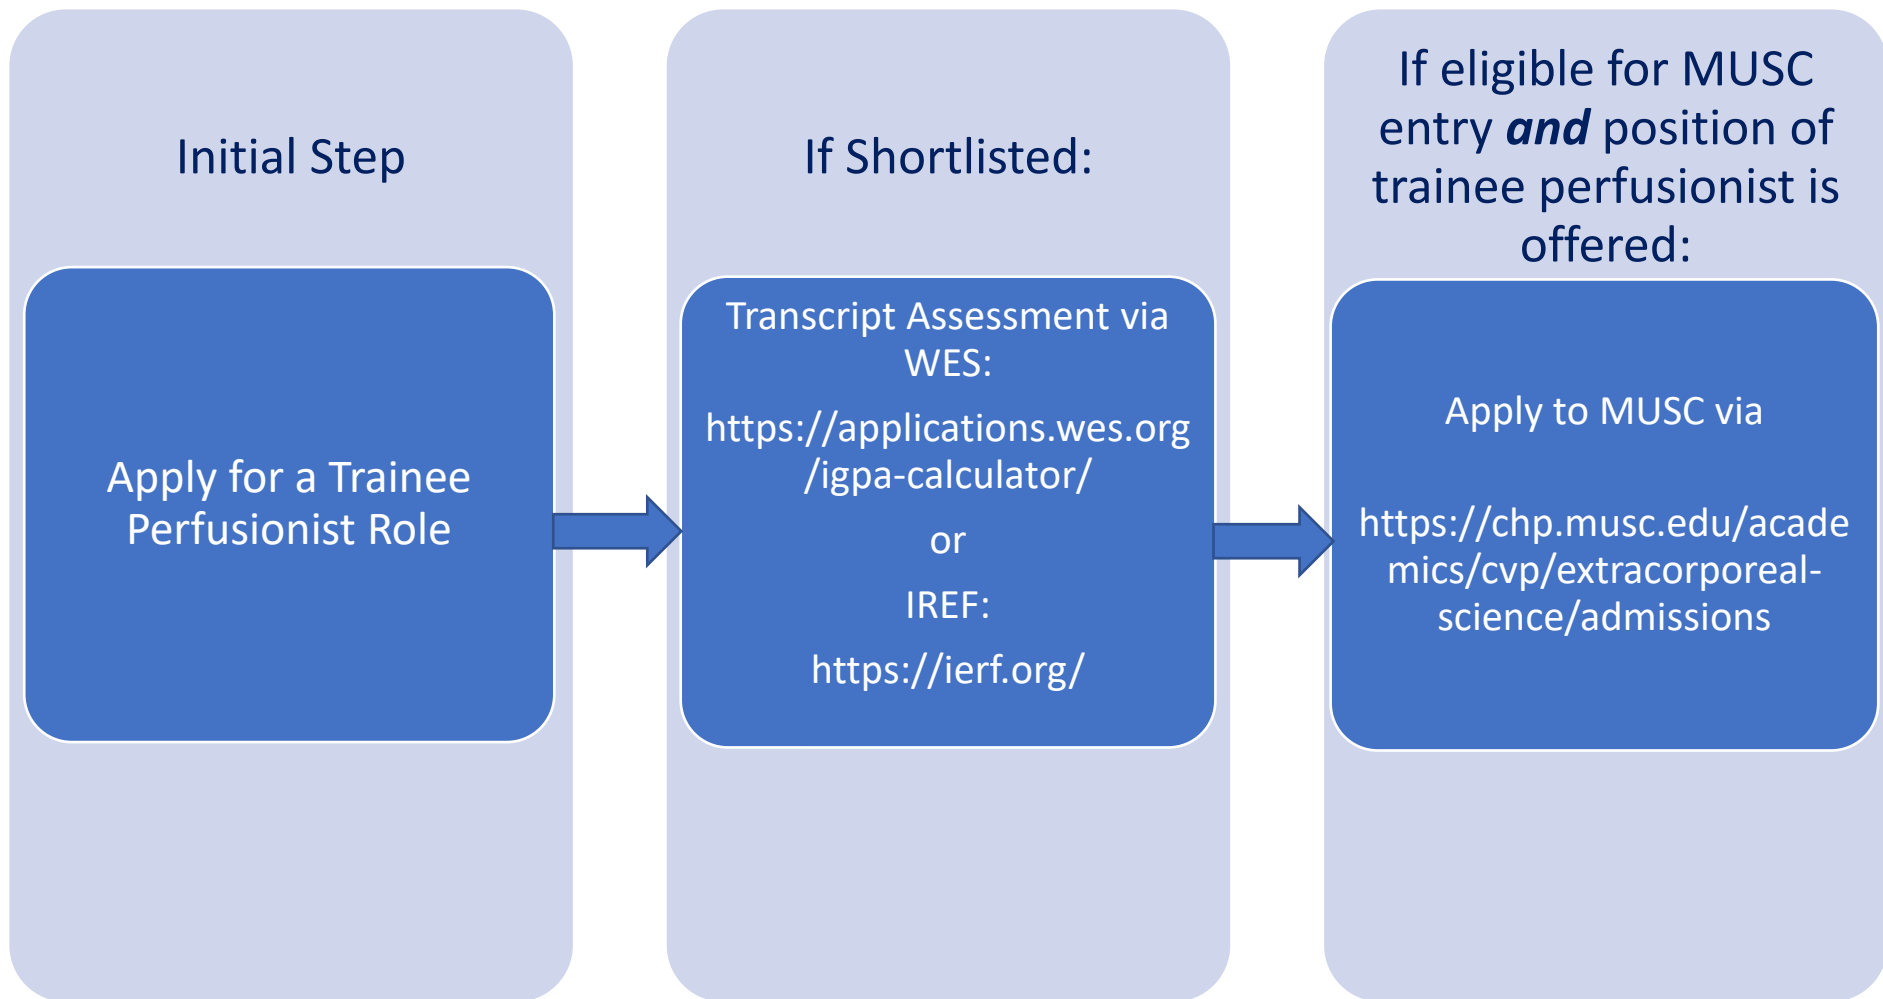 Initial Step
Apply for a Trainee
Perfusionist Role
If Shortlisted:
Transcript Assessment via
WES:
https://applications.wes.org
/igpa-calculator/
or
IREF:
https://ierf.org/
If eligible for MUSC
entry and position of
trainee perfusionist is
offered:
Apply to MUSC via
https://chp.musc.edu/acade
mics/cvp/extracorporeal-
science/admissions